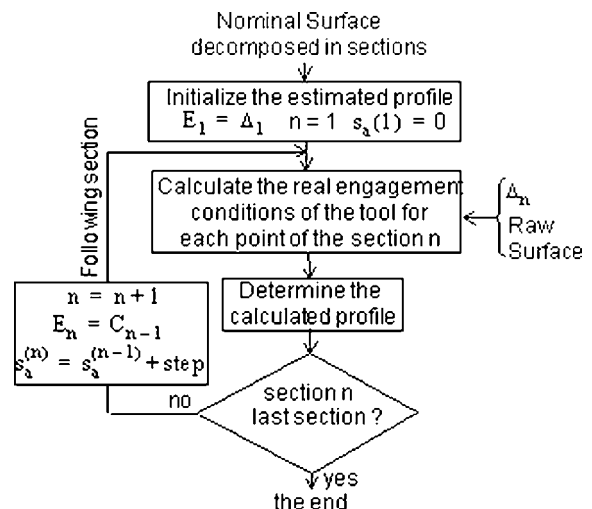 Nominal Surface
decomposed in sections
Initialize the estimated profile
E₁ = Δ₁ n = 1 sₐ(1) = 0
Following section
Calculate the real engagement
conditions of the tool for
each point of the section n
Δₙ
Raw
Surface
Determine the
calculated profile
n = n + 1
Eₙ = Cₙ₋₁
sₐ⁽ⁿ⁾ = sₐ⁽ⁿ⁻¹⁾ + step
section n
last section ?
no
yes
the end